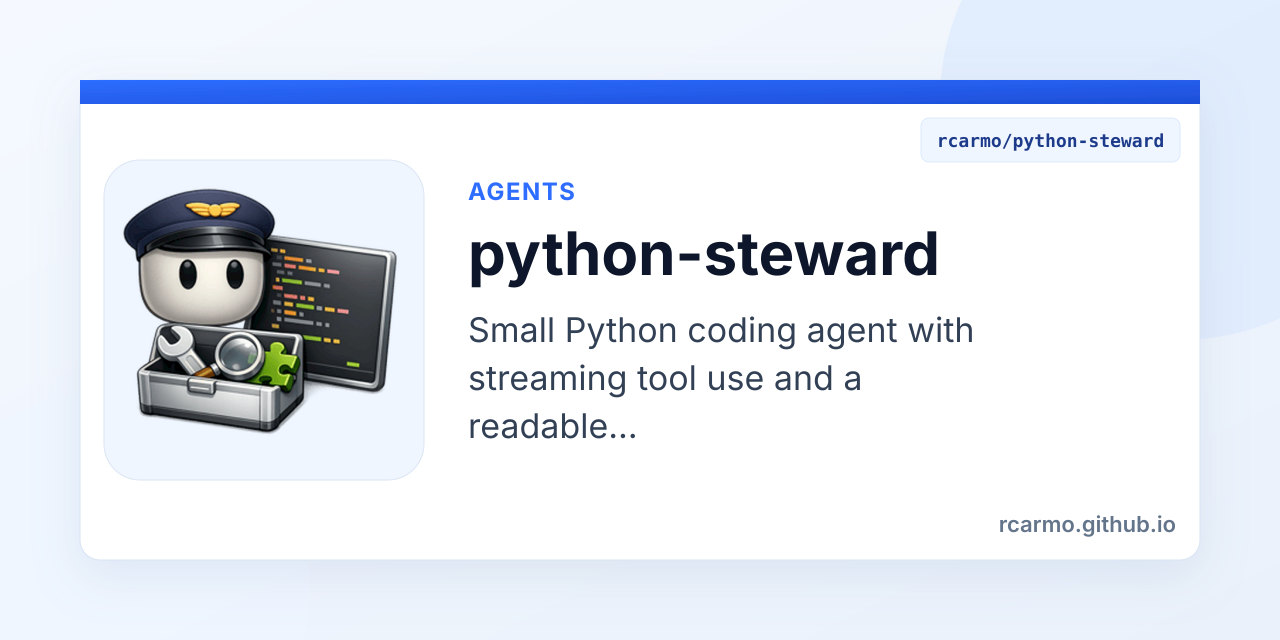 rcarmo/python-steward
AGENTS
python-steward
Small Python coding agent with
streaming tool use and a
readable...
rcarmo.github.io